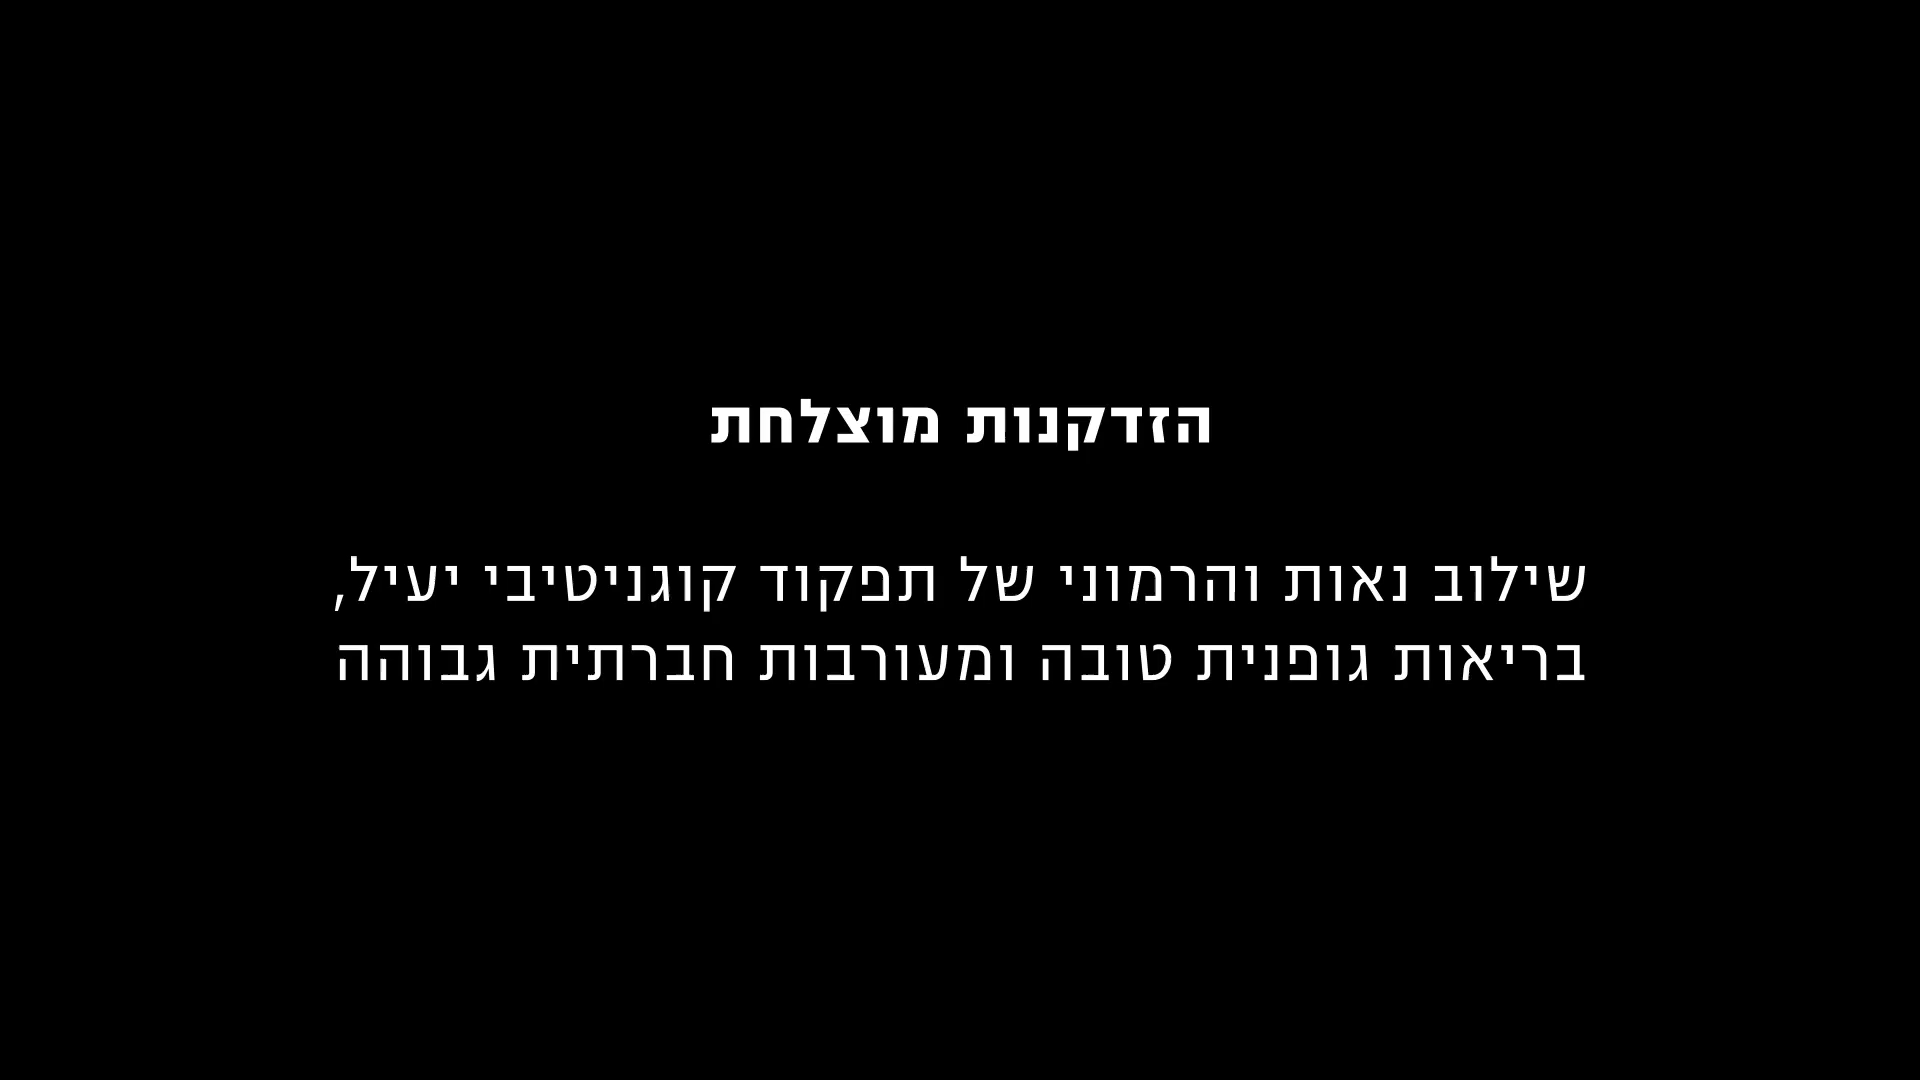 הזדקנות מוצלחת
שילוב נאות והרמוני של תפקוד קוגניטיבי יעיל,
בריאות גופנית טובה ומעורבות חברתית גבוהה